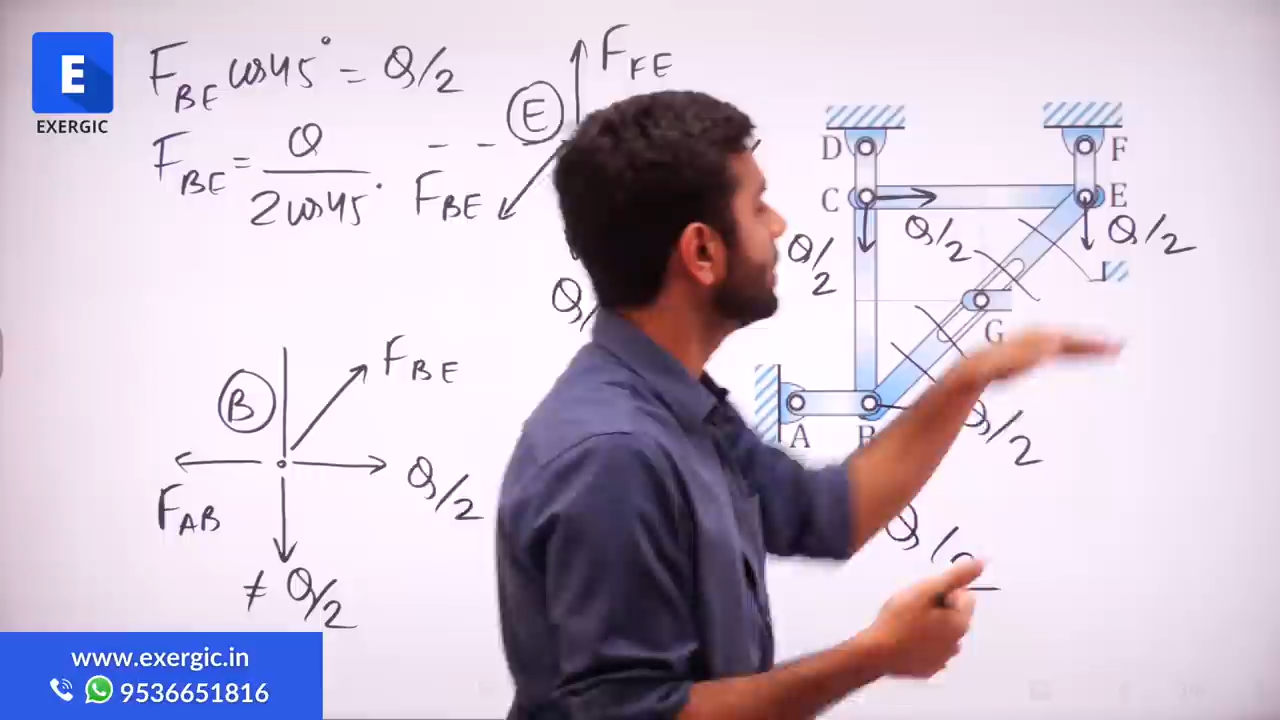 E
EXERGIC
F_BE cos45° = Q/2
F_BE = Q / 2cos45°
E
F_FE
F_BE
Q/
B
F_BE
F_AB
Q/2
≠ Q/2
D
F
C
E
Q/2
Q/2
Q/2
G
A
B
Q/2
Q/2
www.exergic.in
9536651816